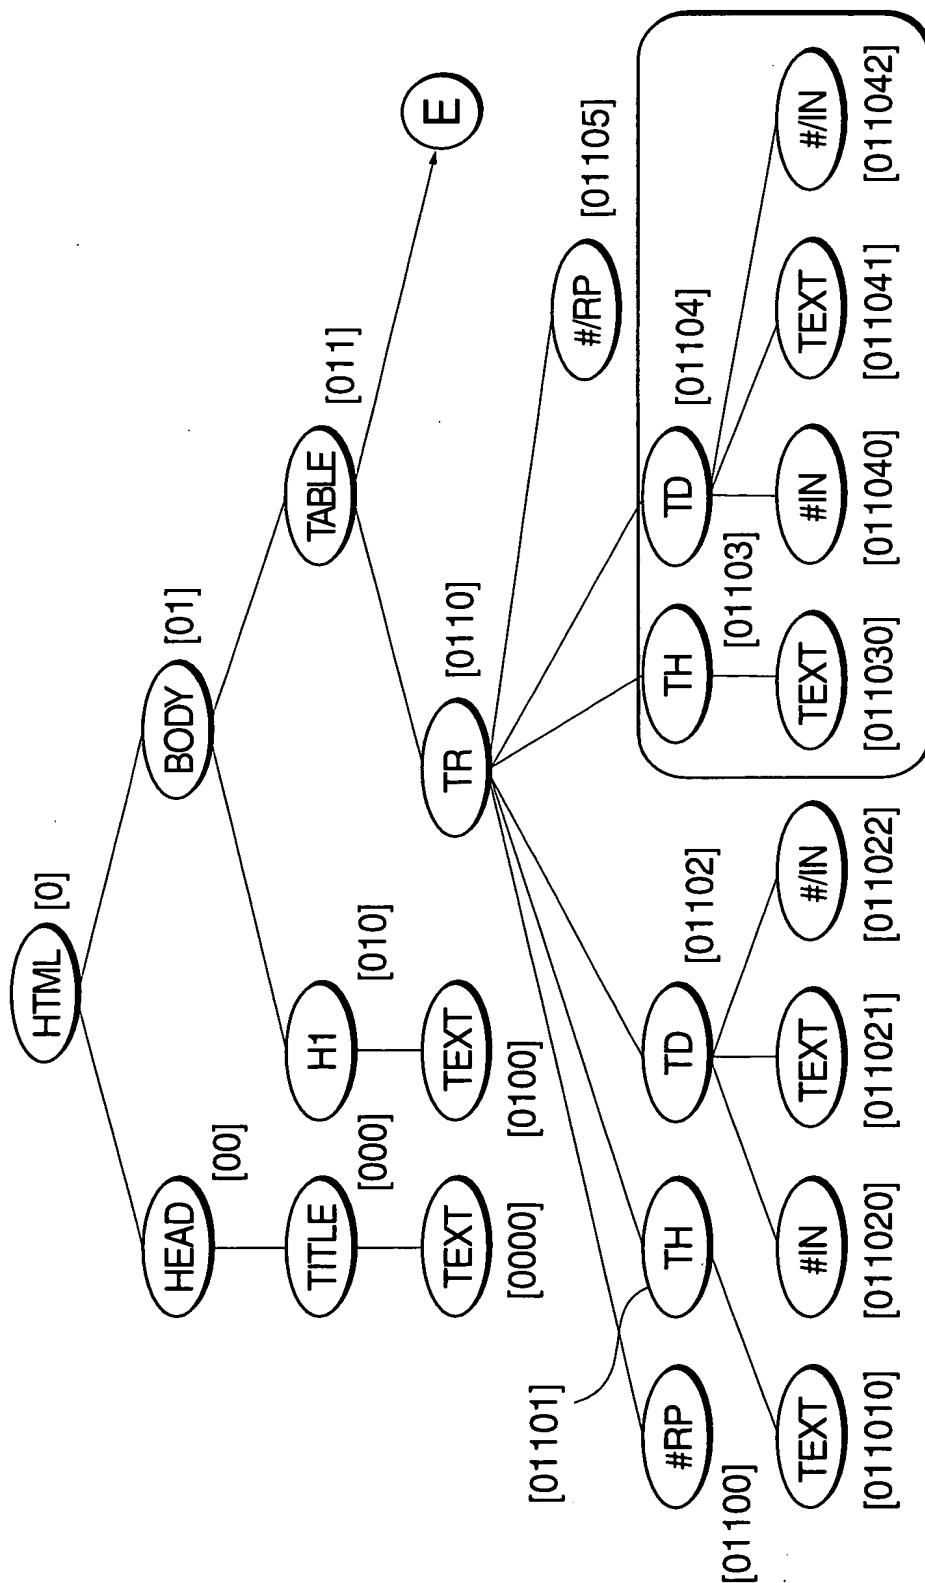 HTML [0]
HEAD [00]
BODY [01]
TITLE [000]
H1 [010]
TABLE [011]
TEXT [0000]
TEXT [0100]
TR [0110]
E
#RP [01100]
TH [01101]
TD [01102]
TH [01103]
TD [01104]
#/RP [01105]
TEXT [011010]
#IN [011020]
TEXT [011021]
#/IN [011022]
TEXT [011030]
#IN [011040]
TEXT [011041]
#/IN [011042]